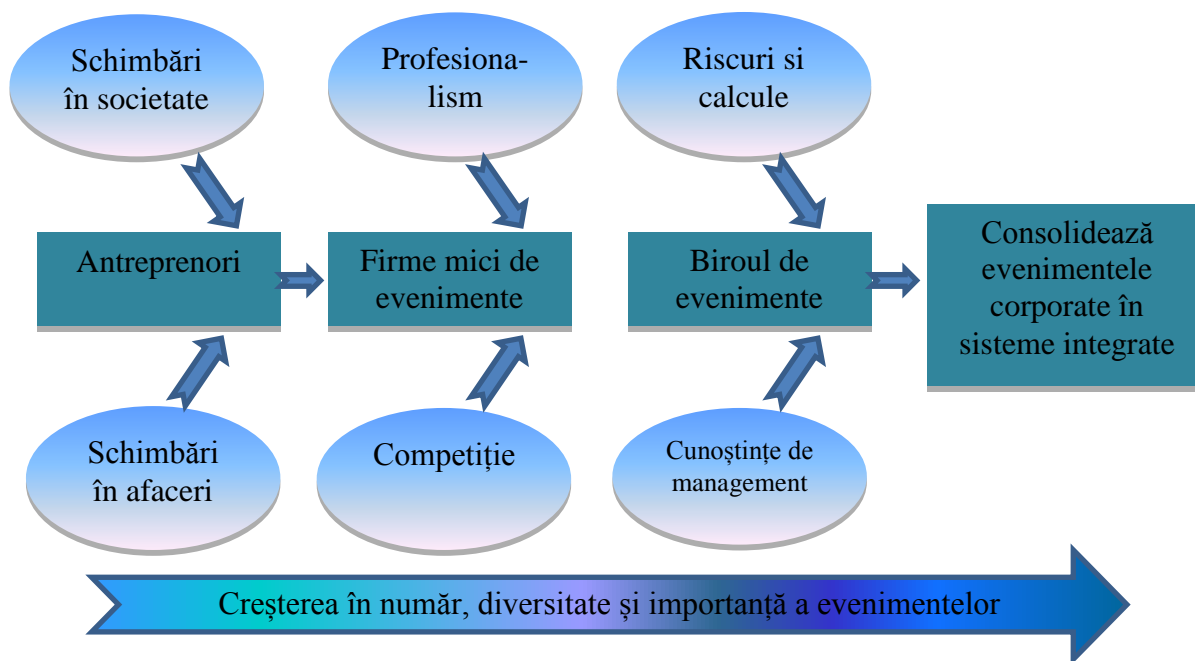 Schimbări
în societate
Profesiona-
lism
Riscuri si
calcule
Antreprenori
Firme mici de
evenimente
Biroul de
evenimente
Consolidează
evenimentele
corporate în
sisteme integrate
Schimbări
în afaceri
Competiție
Cunoștințe de
management
Creșterea în număr, diversitate și importanță a evenimentelor